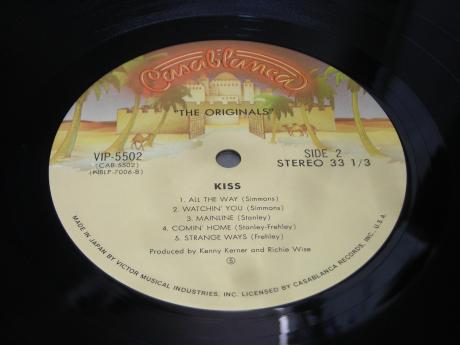 Casablanca
"THE ORIGINALS"
VIP-5502
(CAB-5502)
(NBLP-7006-B)
SIDE 2
STEREO 33 1/3
KISS
1. ALL THE WAY (Simmons)
2. WATCHIN' YOU (Simmons)
3. MAINLINE (Stanley)
4. COMIN' HOME (Stanley-Frehley)
5. STRANGE WAYS (Frehley)
Produced by Kenny Kerner and Richie Wise
MADE IN JAPAN BY VICTOR MUSICAL INDUSTRIES, INC. LICENSED BY CASABLANCA RECORDS, INC., U.S.A.